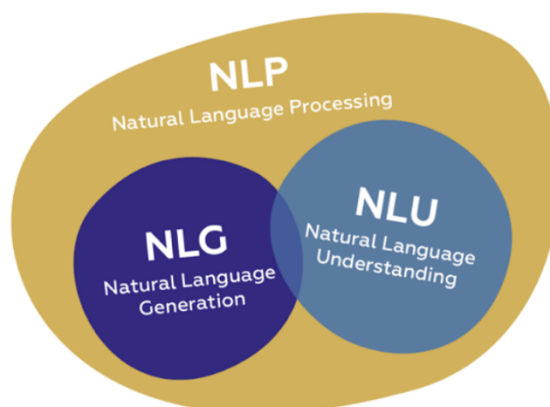 NLP
Natural Language Processing
NLG
Natural Language
Generation
NLU
Natural Language
Understanding